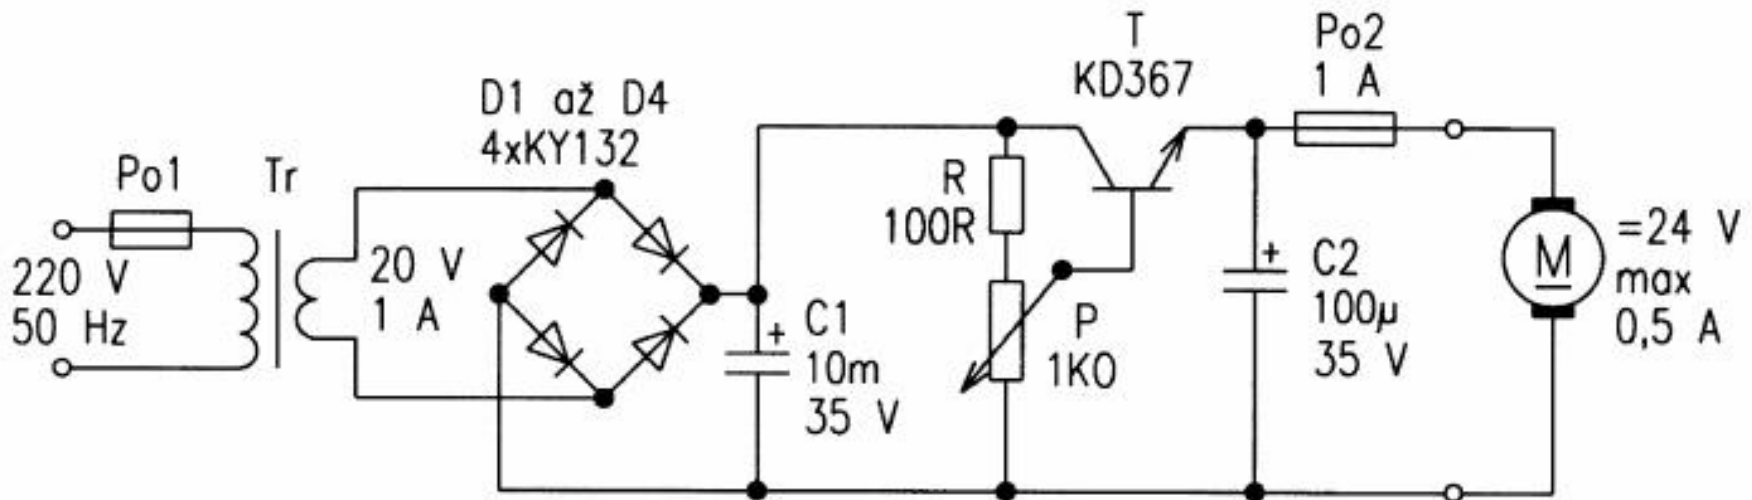 Po1
220 V
50 Hz
Tr
20 V
1 A
D1 až D4
4xKY132
+
C1
10m
35 V
R
100R
P
1K0
T
KD367
+
C2
100µ
35 V
Po2
1 A
M
=24 V
max
0,5 A